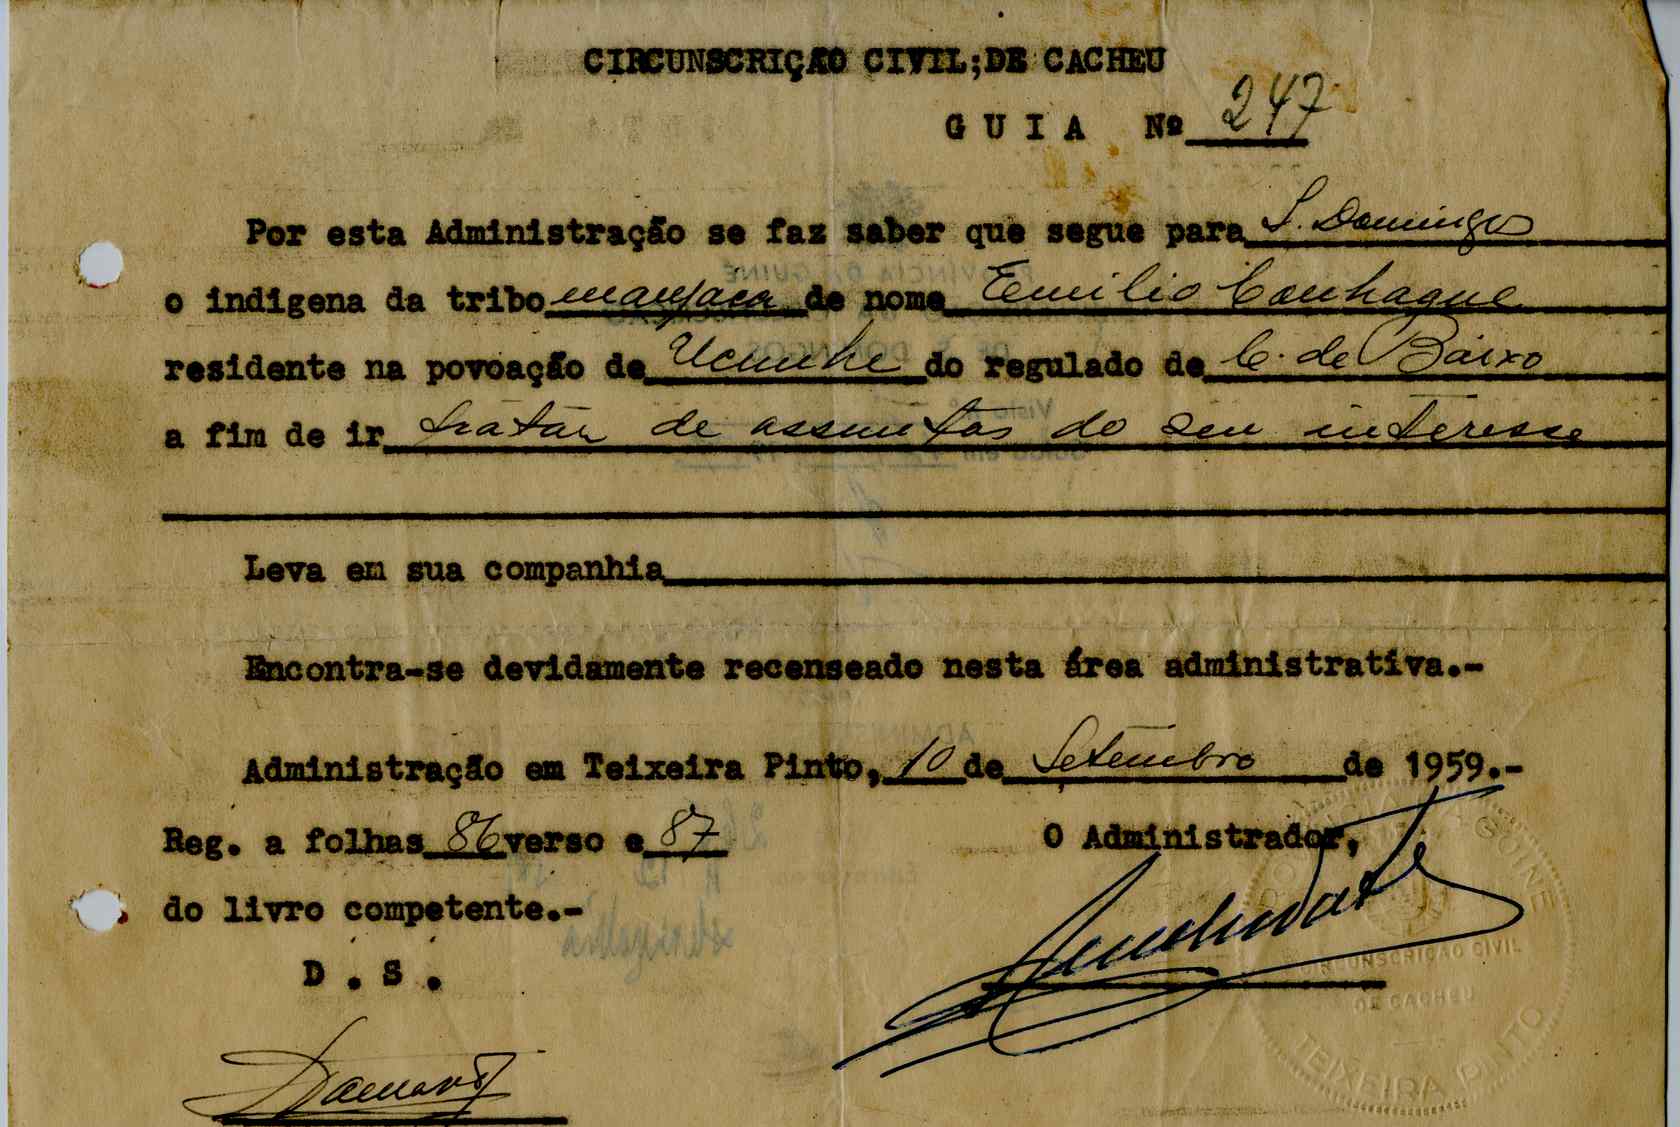 CIRCUNSCRIÇÃO CIVIL;DE CACHEU
G U I A Nº 247
Por esta Administração se faz saber que segue para S. Domingos
o indigena da tribo manjaca de nome Emilio Canhague
residente na povoação de Ucunhe do regulado de C. de Baixo
a fim de ir tratar de assuntos do seu interesse
Leva em sua companhia
Encontra-se devidamente recenseado nesta área administrativa.-
Administração em Teixeira Pinto, 10 de Setembro de 1959.-
Reg. a folhas 86 verso e 87
O Administrador,
do livro competente.-
D . S .
CIRCUNSCRIÇÃO CIVIL
DE CACHEU
TEIXEIRA PINTO